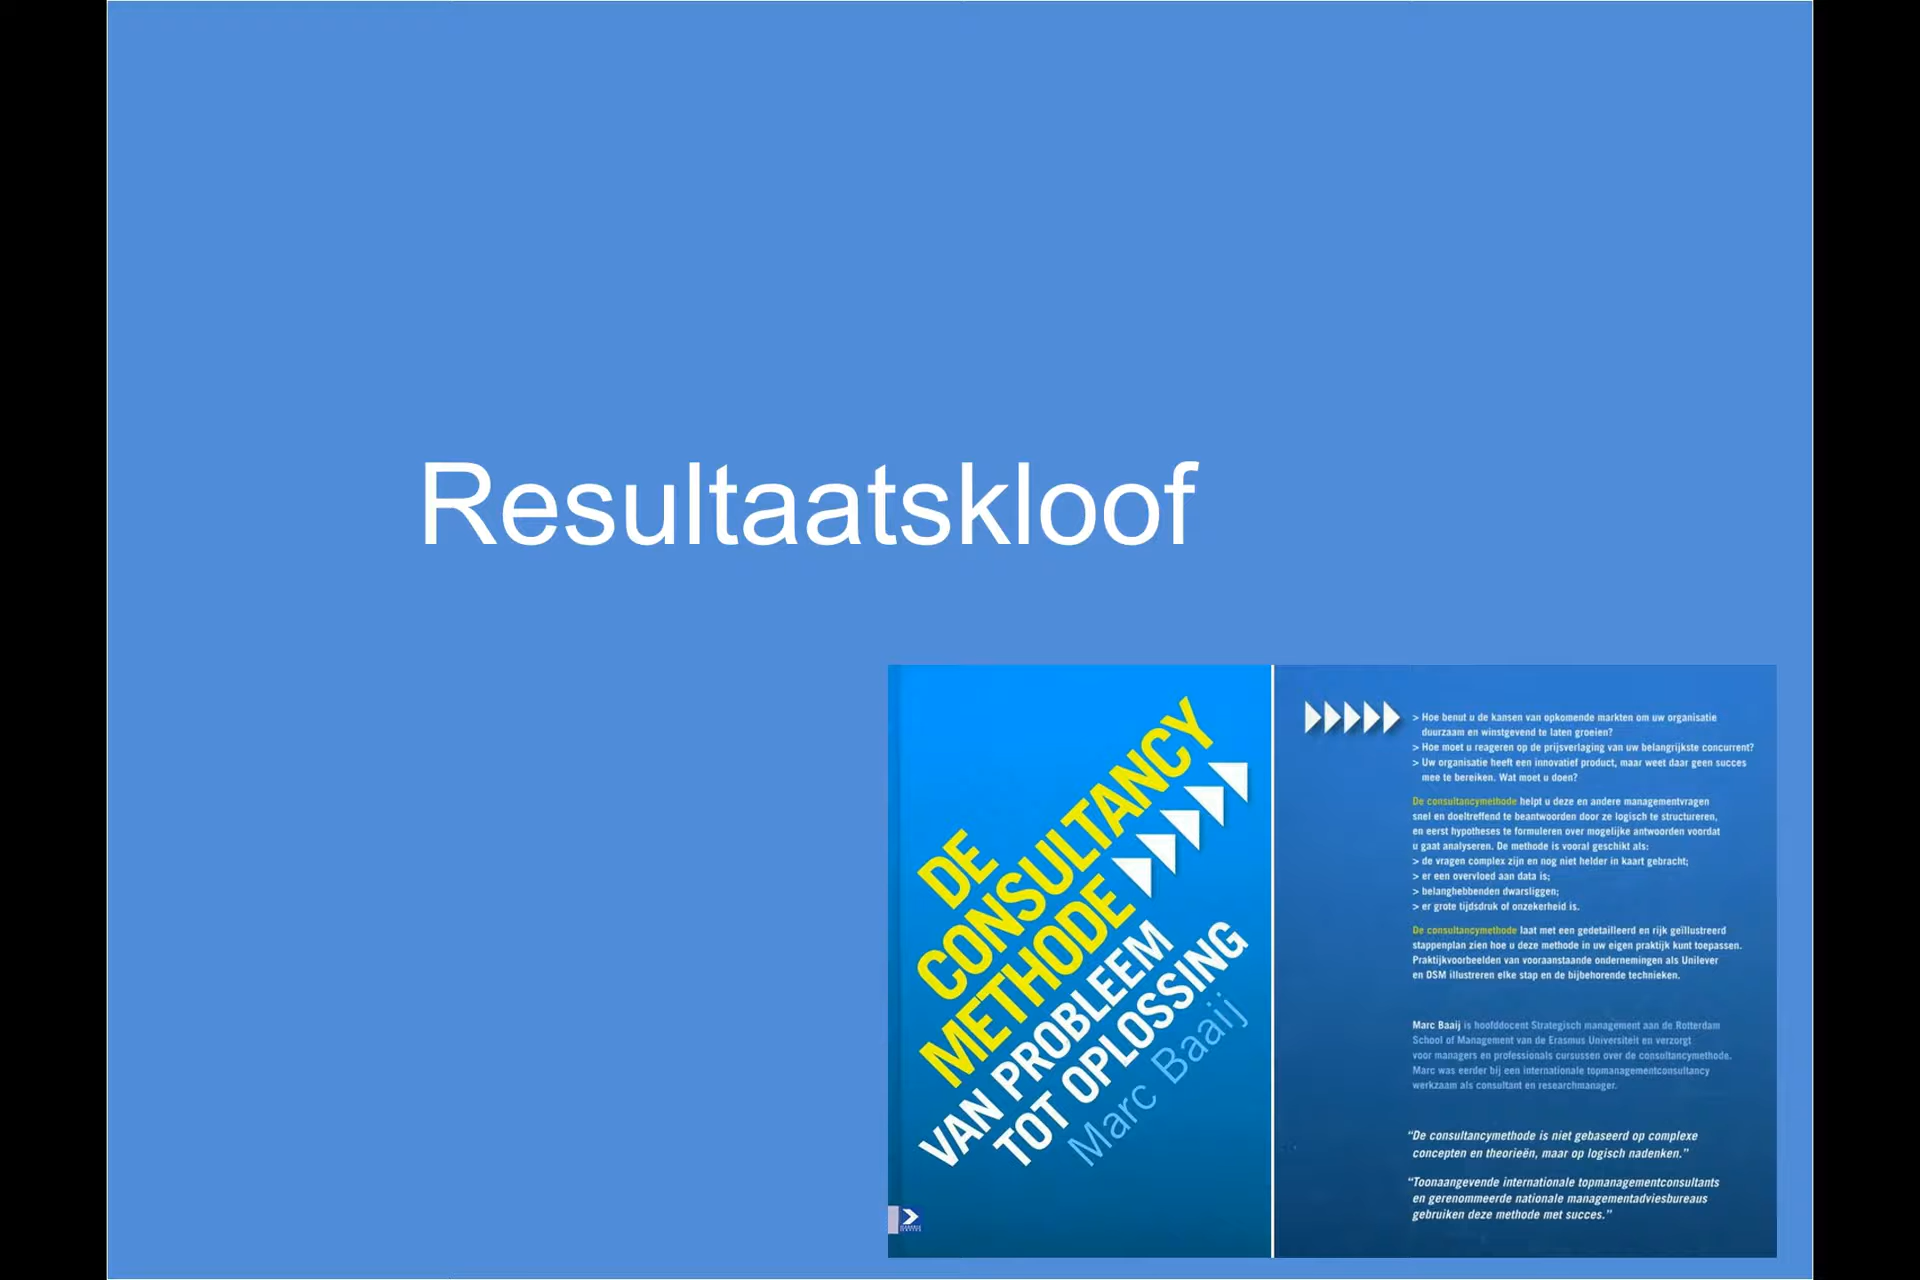 Resultaatskloof
DE
CONSULTANCY
METHODE
VAN PROBLEEM
TOT OPLOSSING
Marc Baaij
> Hoe benut u de kansen van opkomende markten om uw organisatie
duurzaam en winstgevend te laten groeien?
> Hoe moet u reageren op de prijsverlaging van uw belangrijkste concurrent?
> Uw organisatie heeft een innovatief product, maar weet daar geen succes
mee te bereiken. Wat moet u doen?
De consultancymethode helpt u deze en andere managementvragen
snel en doeltreffend te beantwoorden door ze logisch te structureren,
en eerst hypotheses te formuleren over mogelijke antwoorden voordat
u gaat analyseren. De methode is vooral geschikt als:
> de vragen complex zijn en nog niet helder in kaart gebracht;
> er een overvloed aan data is;
> belanghebbenden dwarsliggen;
> er grote tijdsdruk of onzekerheid is.
De consultancymethode laat met een gedetailleerd en rijk geïllustreerd
stappenplan zien hoe u deze methode in uw eigen praktijk kunt toepassen.
Praktijkvoorbeelden van vooraanstaande ondernemingen als Unilever
en DSM illustreren elke stap en de bijbehorende technieken.
Marc Baaij is hoofddocent Strategisch management aan de Rotterdam
School of Management van de Erasmus Universiteit en verzorgt
voor managers en professionals cursussen over de consultancymethode.
Marc was eerder bij een internationale topmanagementconsultancy
werkzaam als consultant en researchmanager.
“De consultancymethode is niet gebaseerd op complexe
concepten en theorieën, maar op logisch nadenken.”
“Toonaangevende internationale topmanagementconsultants
en gerenommeerde nationale managementadviesbureaus
gebruiken deze methode met succes.”